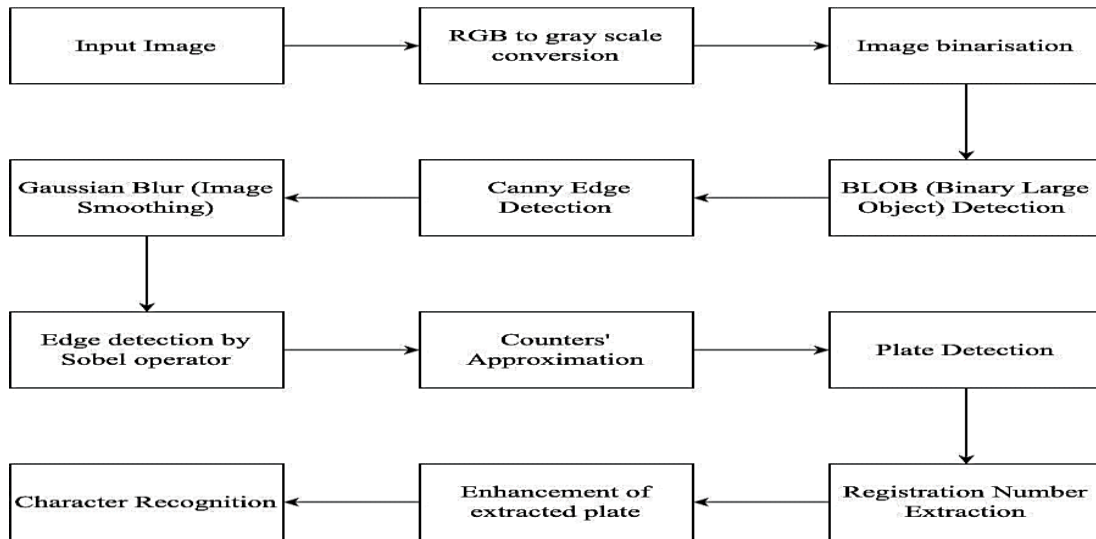 Input Image
RGB to gray scale
conversion
Image binarisation
Gaussian Blur (Image
Smoothing)
Canny Edge
Detection
BLOB (Binary Large
Object) Detection
Edge detection by
Sobel operator
Counters'
Approximation
Plate Detection
Character Recognition
Enhancement of
extracted plate
Registration Number
Extraction